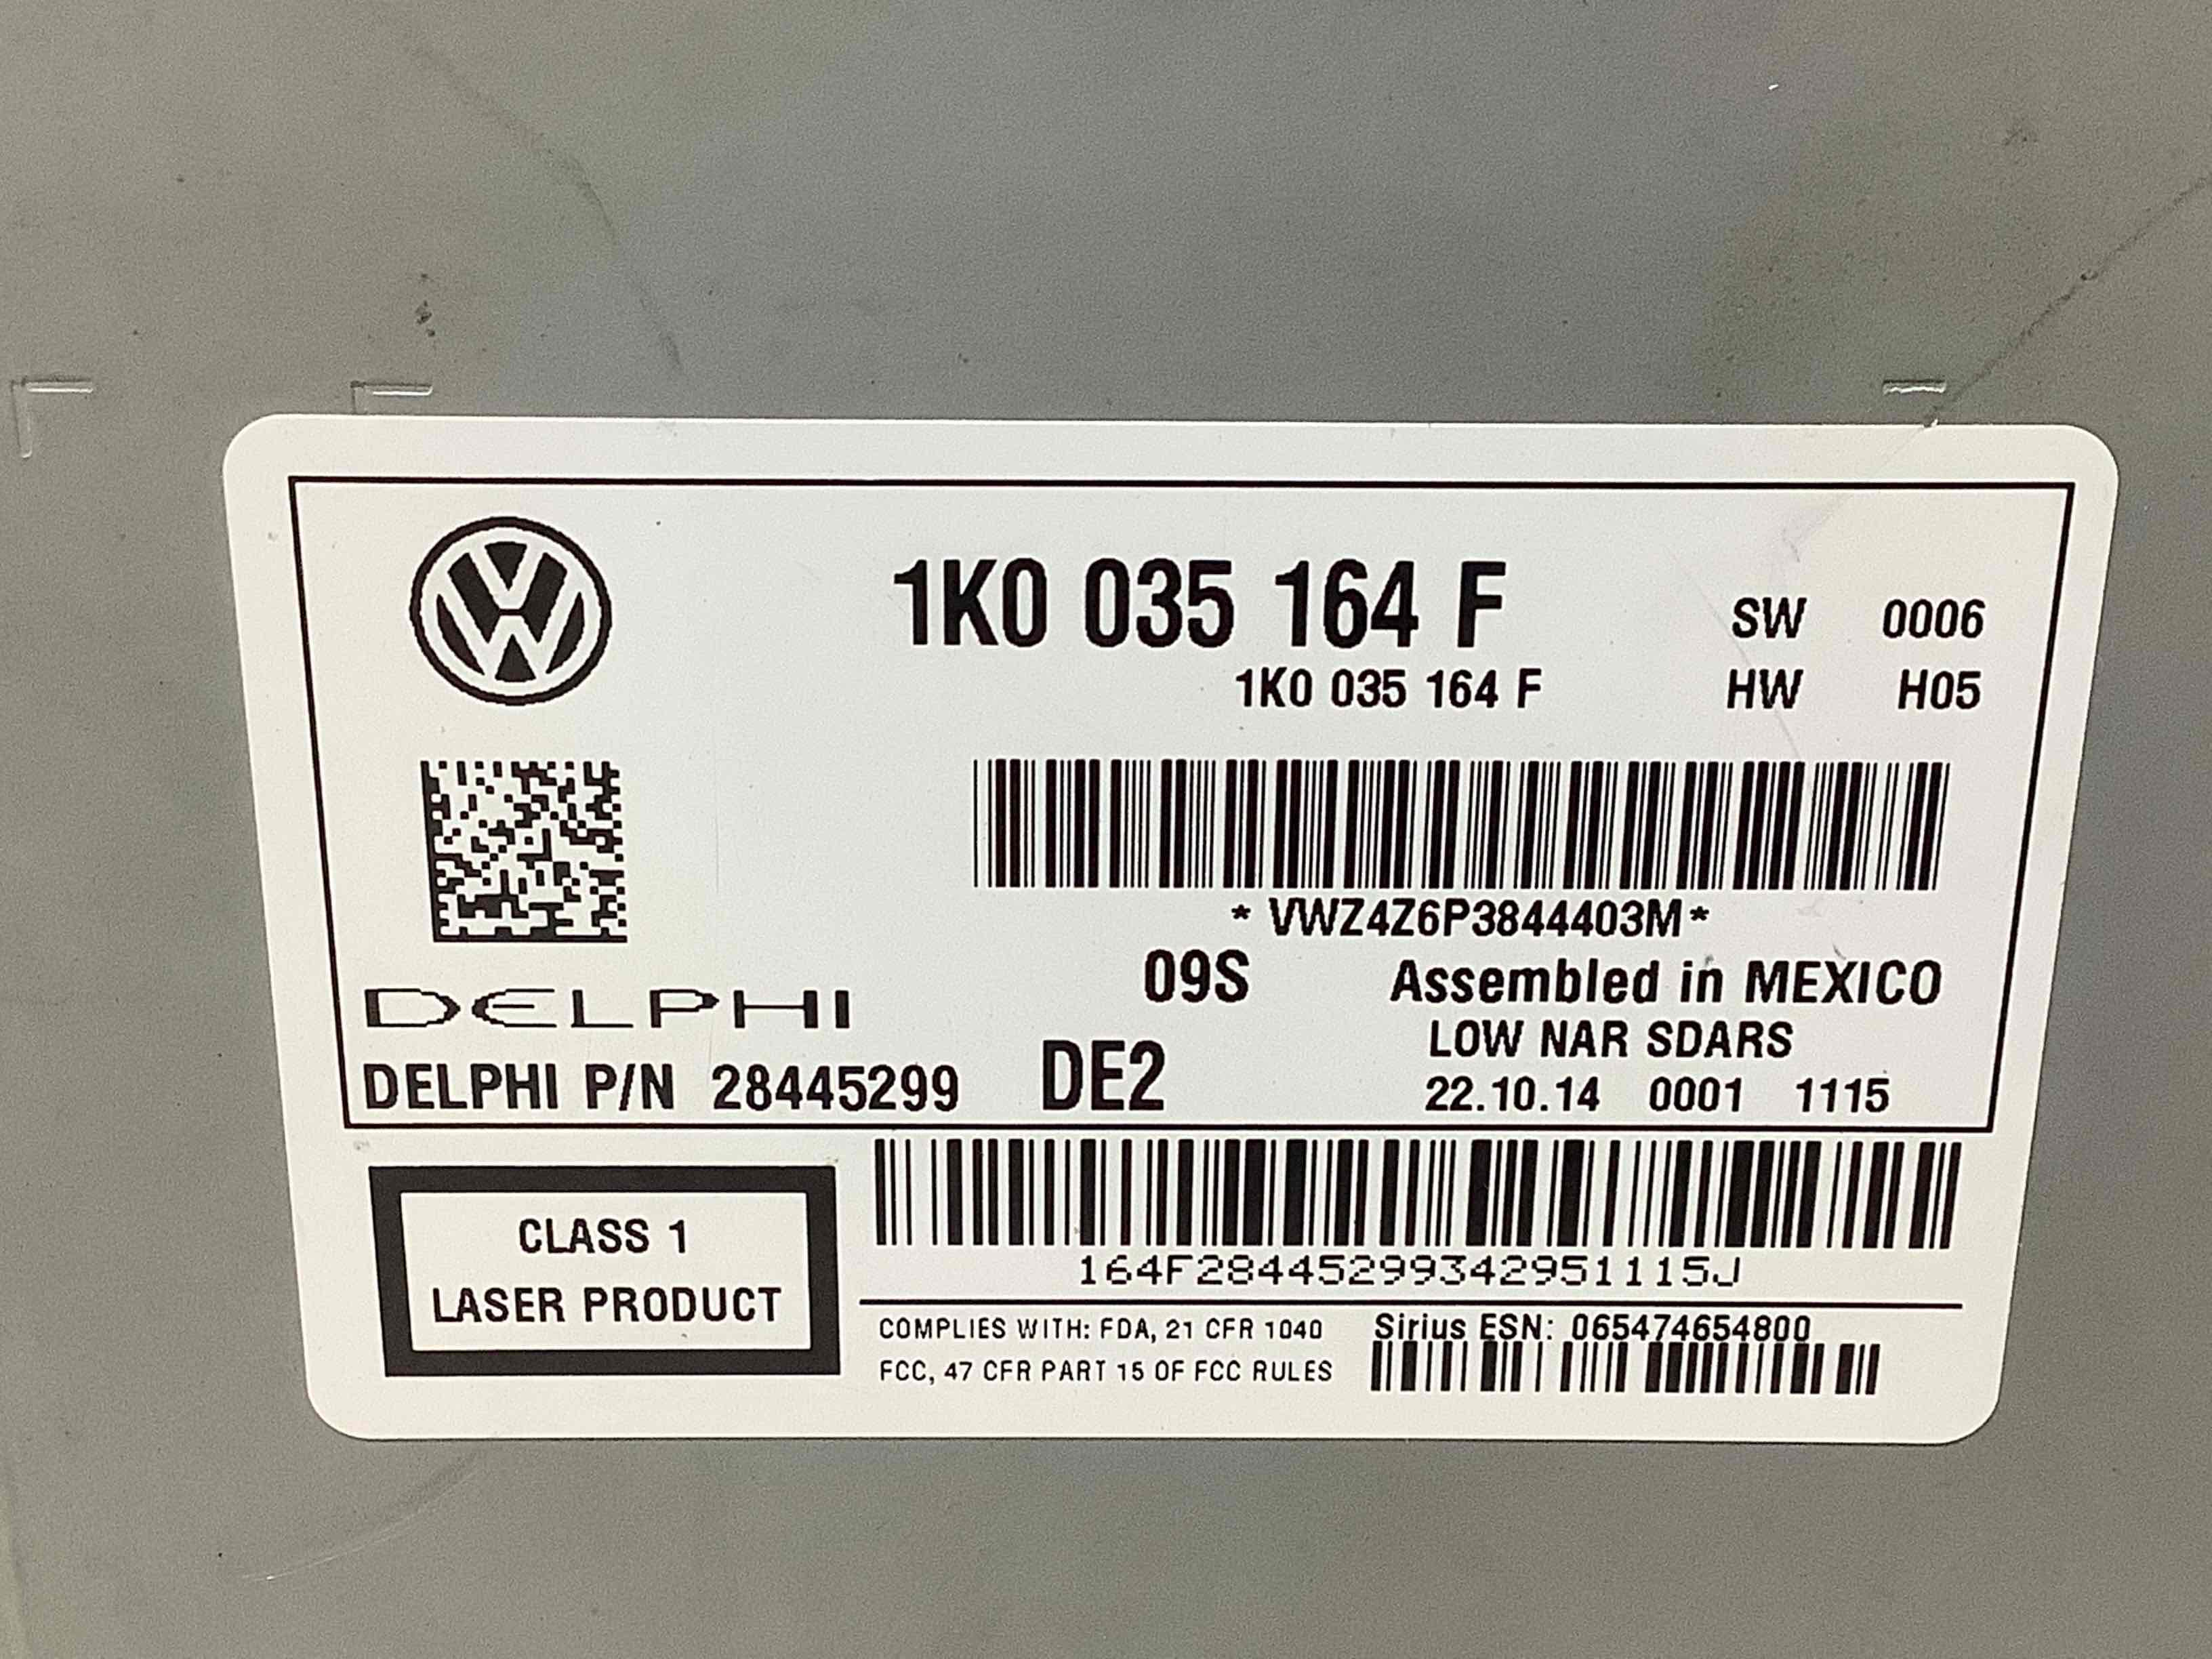 1K0 035 164 F
SW 0006
1K0 035 164 F
HW H05
* VWZ4Z6P3844403M*
09S
Assembled in MEXICO
DELPHI
LOW NAR SDARS
DELPHI P/N 28445299
DE2
22.10.14 0001 1115
CLASS 1
LASER PRODUCT
164F28445299342951115J
COMPLIES WITH: FDA, 21 CFR 1040
FCC, 47 CFR PART 15 OF FCC RULES
Sirius ESN: 065474654800